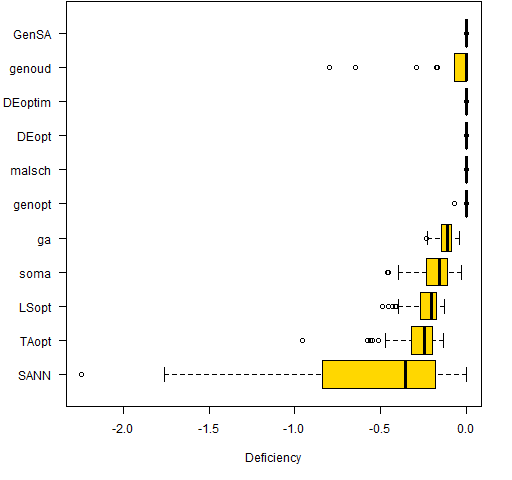 GenSA
genoud
DEoptim
DEopt
malsch
genopt
ga
soma
LSopt
TAopt
SANN
-2.0 -1.5 -1.0 -0.5 0.0
Deficiency